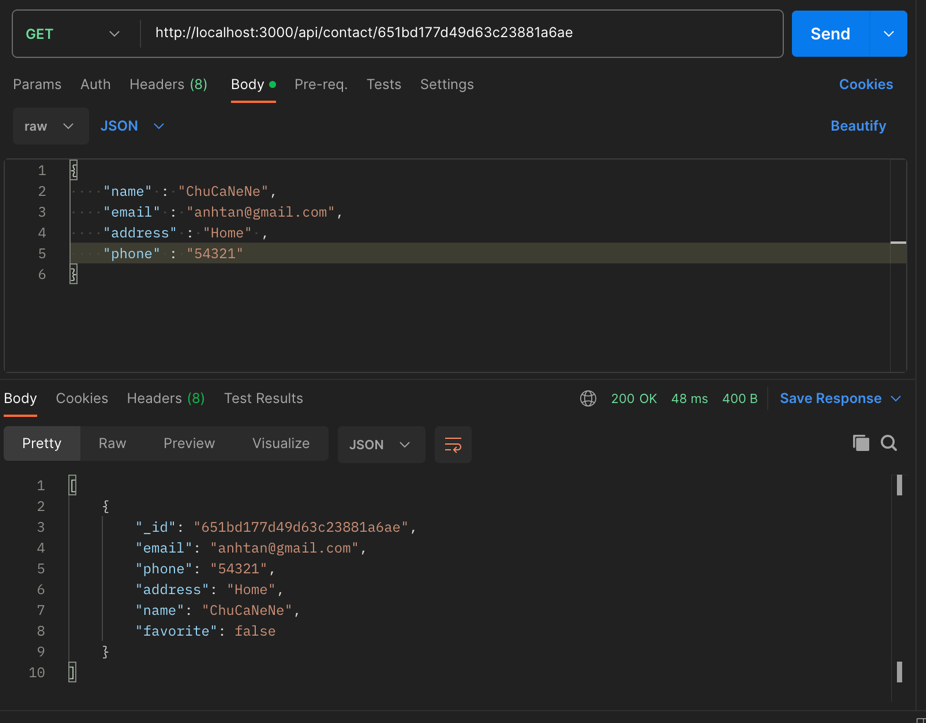 GET http://localhost:3000/api/contact/651bd177d49d63c23881a6ae Send
Params Auth Headers (8) Body Pre-req. Tests Settings Cookies
raw JSON Beautify
1 {
2 "name" : "ChuCaNeNe",
3 "email" : "anhtan@gmail.com",
4 "address" : "Home" ,
5 "phone" : "54321"
6 }
Body Cookies Headers (8) Test Results 200 OK 48 ms 400 B Save Response
Pretty Raw Preview Visualize JSON
1 [
2 {
3 "_id": "651bd177d49d63c23881a6ae",
4 "email": "anhtan@gmail.com",
5 "phone": "54321",
6 "address": "Home",
7 "name": "ChuCaNeNe",
8 "favorite": false
9 }
10 ]